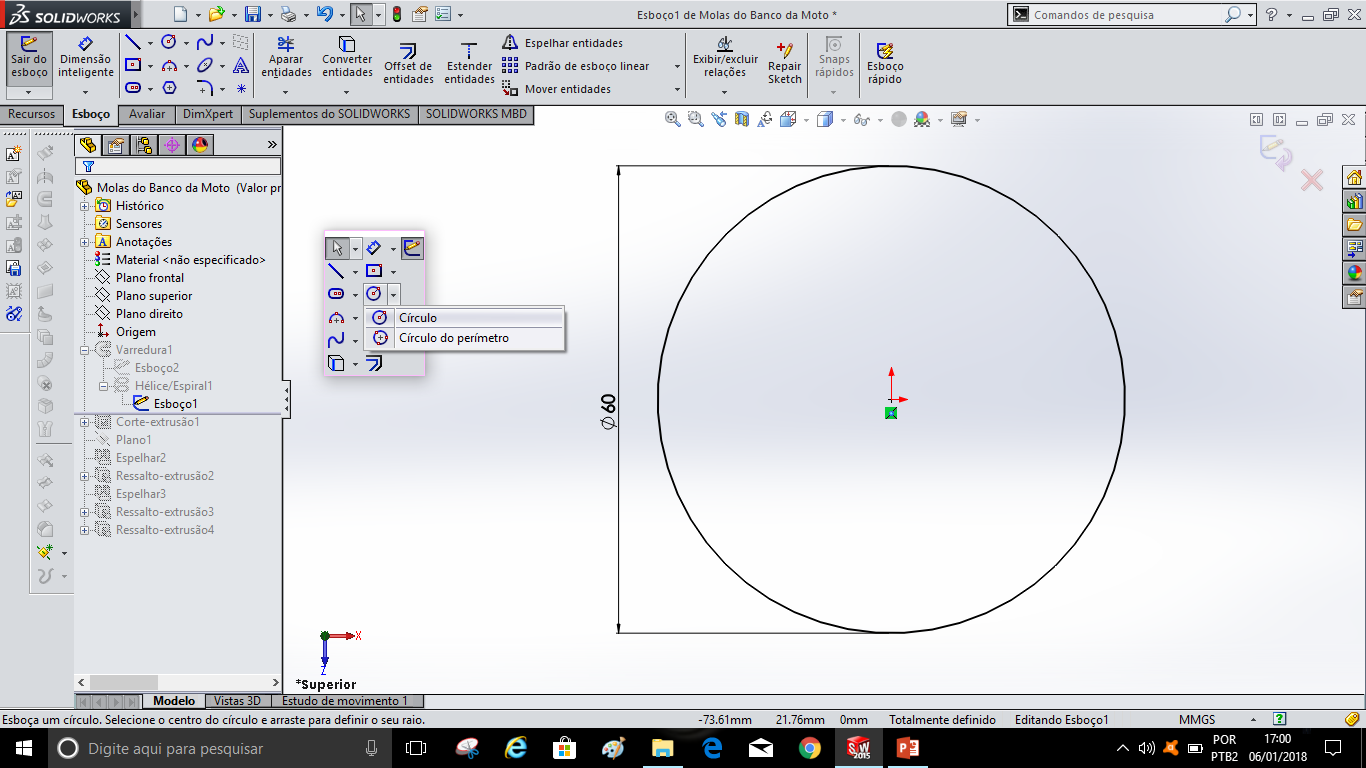 SOLIDWORKS
Esboço1 de Molas do Banco da Moto *
Comandos de pesquisa
Sair do esboço
Dimensão inteligente
Aparar entidades
Converter entidades
Offset de entidades
Estender entidades
Espelhar entidades
Padrão de esboço linear
Mover entidades
Exibir/excluir relações
Repair Sketch
Snaps rápidos
Esboço rápido
Recursos
Esboço
Avaliar
DimXpert
Suplementos do SOLIDWORKS
SOLIDWORKS MBD
Molas do Banco da Moto (Valor pr
Histórico
Sensores
Anotações
Material <não especificado>
Plano frontal
Plano superior
Plano direito
Origem
Varredura1
Esboço2
Hélice/Espiral1
Esboço1
Corte-extrusão1
Plano1
Espelhar2
Ressalto-extrusão2
Espelhar3
Ressalto-extrusão3
Ressalto-extrusão4
Círculo
Círculo do perímetro
∅ 60
X
Z
*Superior
Modelo
Vistas 3D
Estudo de movimento 1
Esboça um círculo. Selecione o centro do círculo e arraste para definir o seu raio.
-73.61mm 21.76mm 0mm Totalmente definido Editando Esboço1 MMGS
Digite aqui para pesquisar
SW 2015
POR
PTB2
17:00
06/01/2018